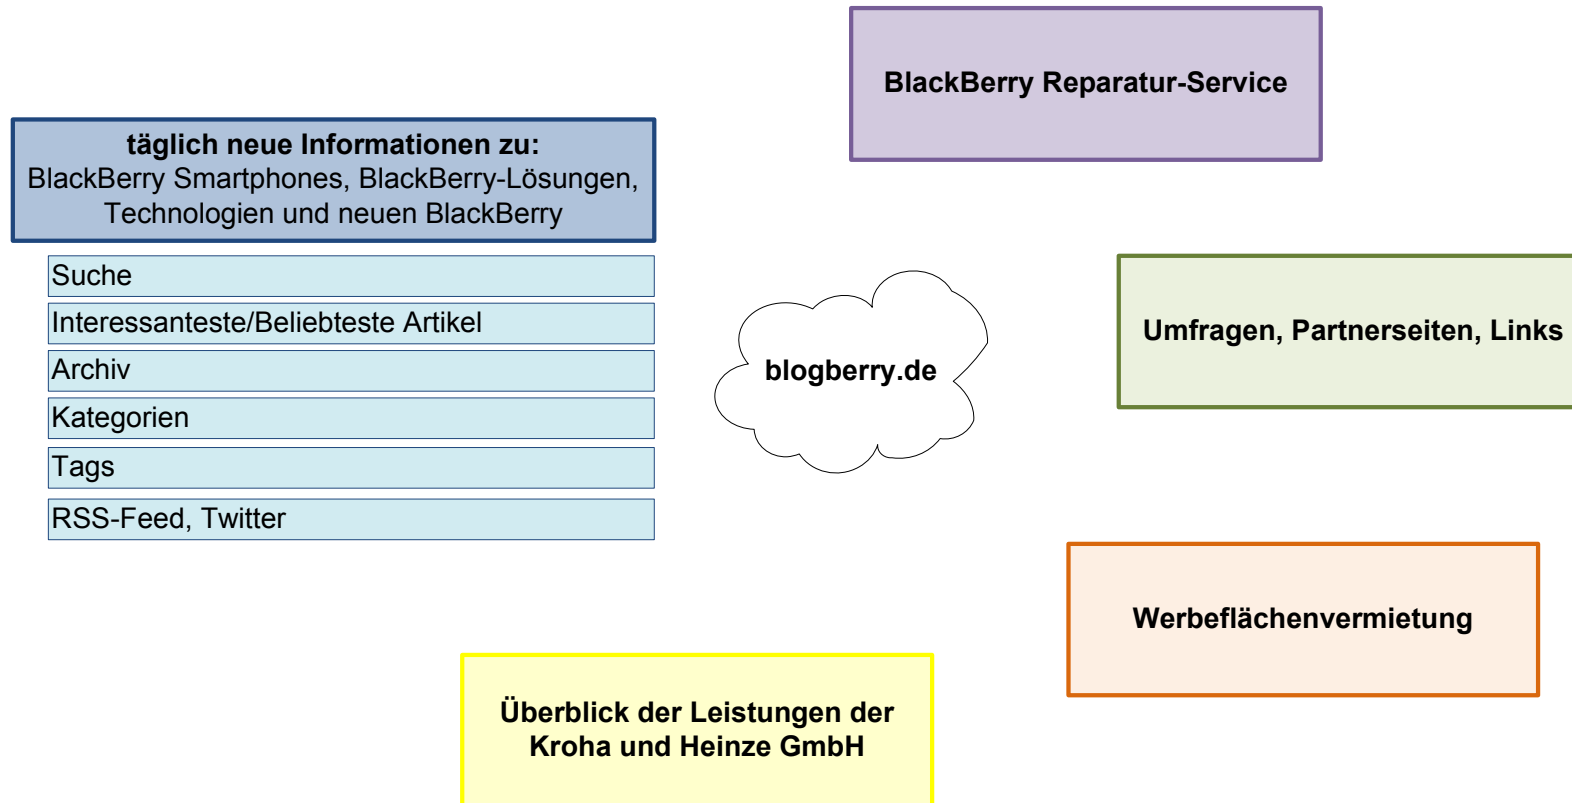 BlackBerry Reparatur-Service
täglich neue Informationen zu:
BlackBerry Smartphones, BlackBerry-Lösungen,
Technologien und neuen BlackBerry
Suche
Interessanteste/Beliebteste Artikel
Archiv
Kategorien
Tags
RSS-Feed, Twitter
blogberry.de
Umfragen, Partnerseiten, Links
Werbeflächenvermietung
Überblick der Leistungen der
Kroha und Heinze GmbH